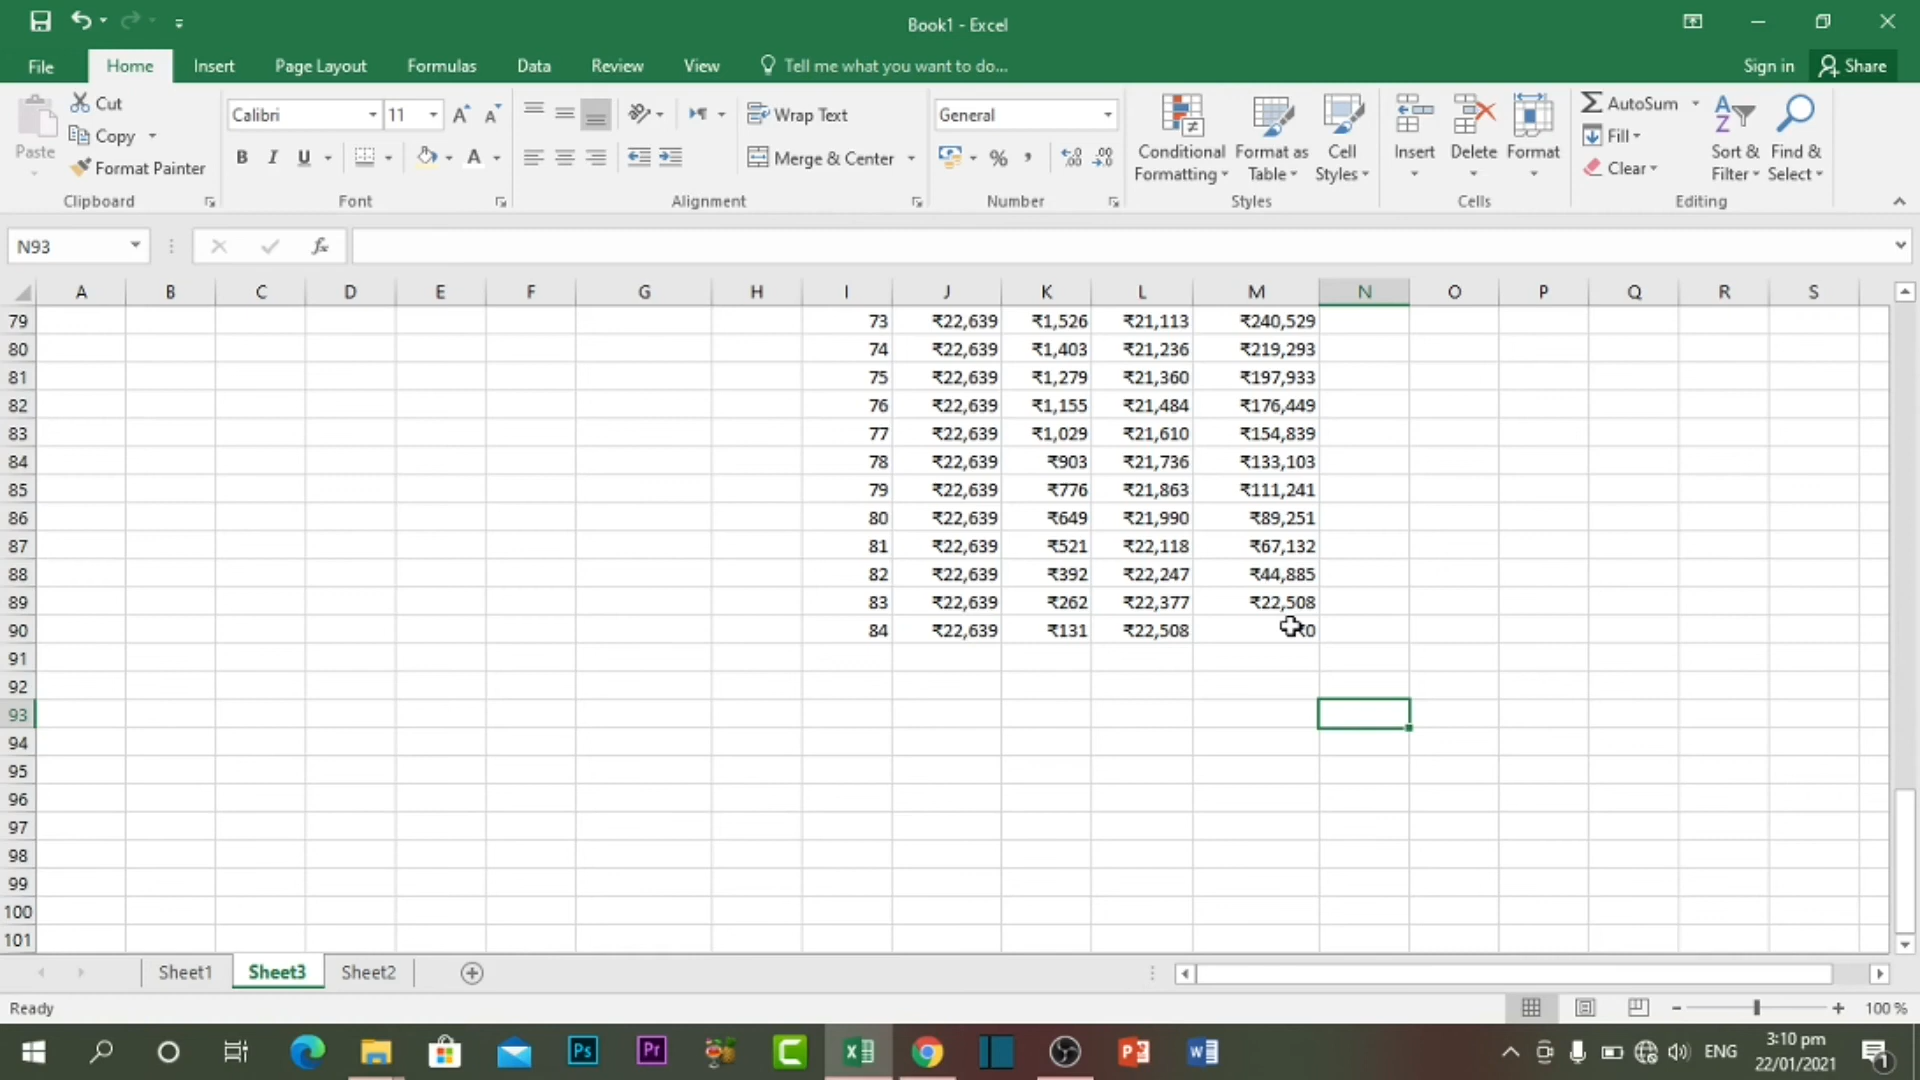 Book1 - Excel
File Home Insert Page Layout Formulas Data Review View Tell me what you want to do... Sign in Share
Paste Cut Copy Format Painter Clipboard
Calibri 11 A A B I U A Font
Wrap Text Merge & Center Alignment
General % , Number
Conditional Formatting Format as Table Cell Styles Styles
Insert Delete Format Cells
AutoSum Fill Clear Sort & Filter Find & Select Editing
N93 fx
A B C D E F G H I J K L M N O P Q R S
79 73 ₹22,639 ₹1,526 ₹21,113 ₹240,529
80 74 ₹22,639 ₹1,403 ₹21,236 ₹219,293
81 75 ₹22,639 ₹1,279 ₹21,360 ₹197,933
82 76 ₹22,639 ₹1,155 ₹21,484 ₹176,449
83 77 ₹22,639 ₹1,029 ₹21,610 ₹154,839
84 78 ₹22,639 ₹903 ₹21,736 ₹133,103
85 79 ₹22,639 ₹776 ₹21,863 ₹111,241
86 80 ₹22,639 ₹649 ₹21,990 ₹89,251
87 81 ₹22,639 ₹521 ₹22,118 ₹67,132
88 82 ₹22,639 ₹392 ₹22,247 ₹44,885
89 83 ₹22,639 ₹262 ₹22,377 ₹22,508
90 84 ₹22,639 ₹131 ₹22,508 ₹0
91
92
93
94
95
96
97
98
99
100
101
Sheet1 Sheet3 Sheet2
Ready 100 %
Ps Pr ENG 3:10 pm
22/01/2021 1